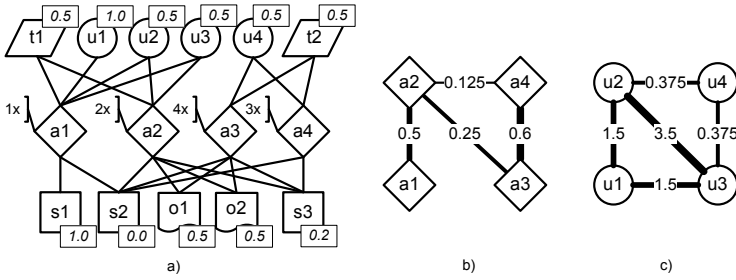 0.5 1.0 0.5 0.5 0.5 0.5
t1 u1 u2 u3 u4 t2
1x 2x 4x 3x
a1 a2 a3 a4
s1 s2 o1 o2 s3
1.0 0.0 0.5 0.5 0.2
a)
a2 0.125 a4
0.5 0.25 0.6
a1 a3
b)
u2 0.375 u4
1.5 3.5 0.375
u1 1.5 u3
c)